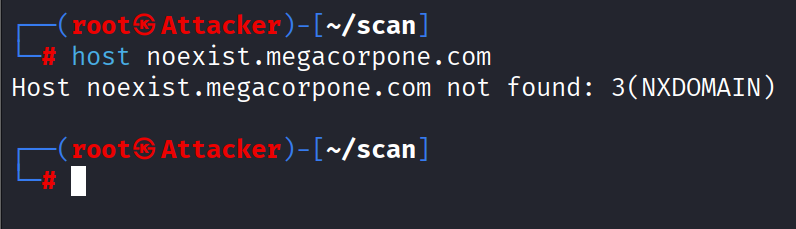 ┌──(root㉿Attacker)-[~/scan]
└─# host noexist.megacorpone.com
Host noexist.megacorpone.com not found: 3(NXDOMAIN)
┌──(root㉿Attacker)-[~/scan]
└─#